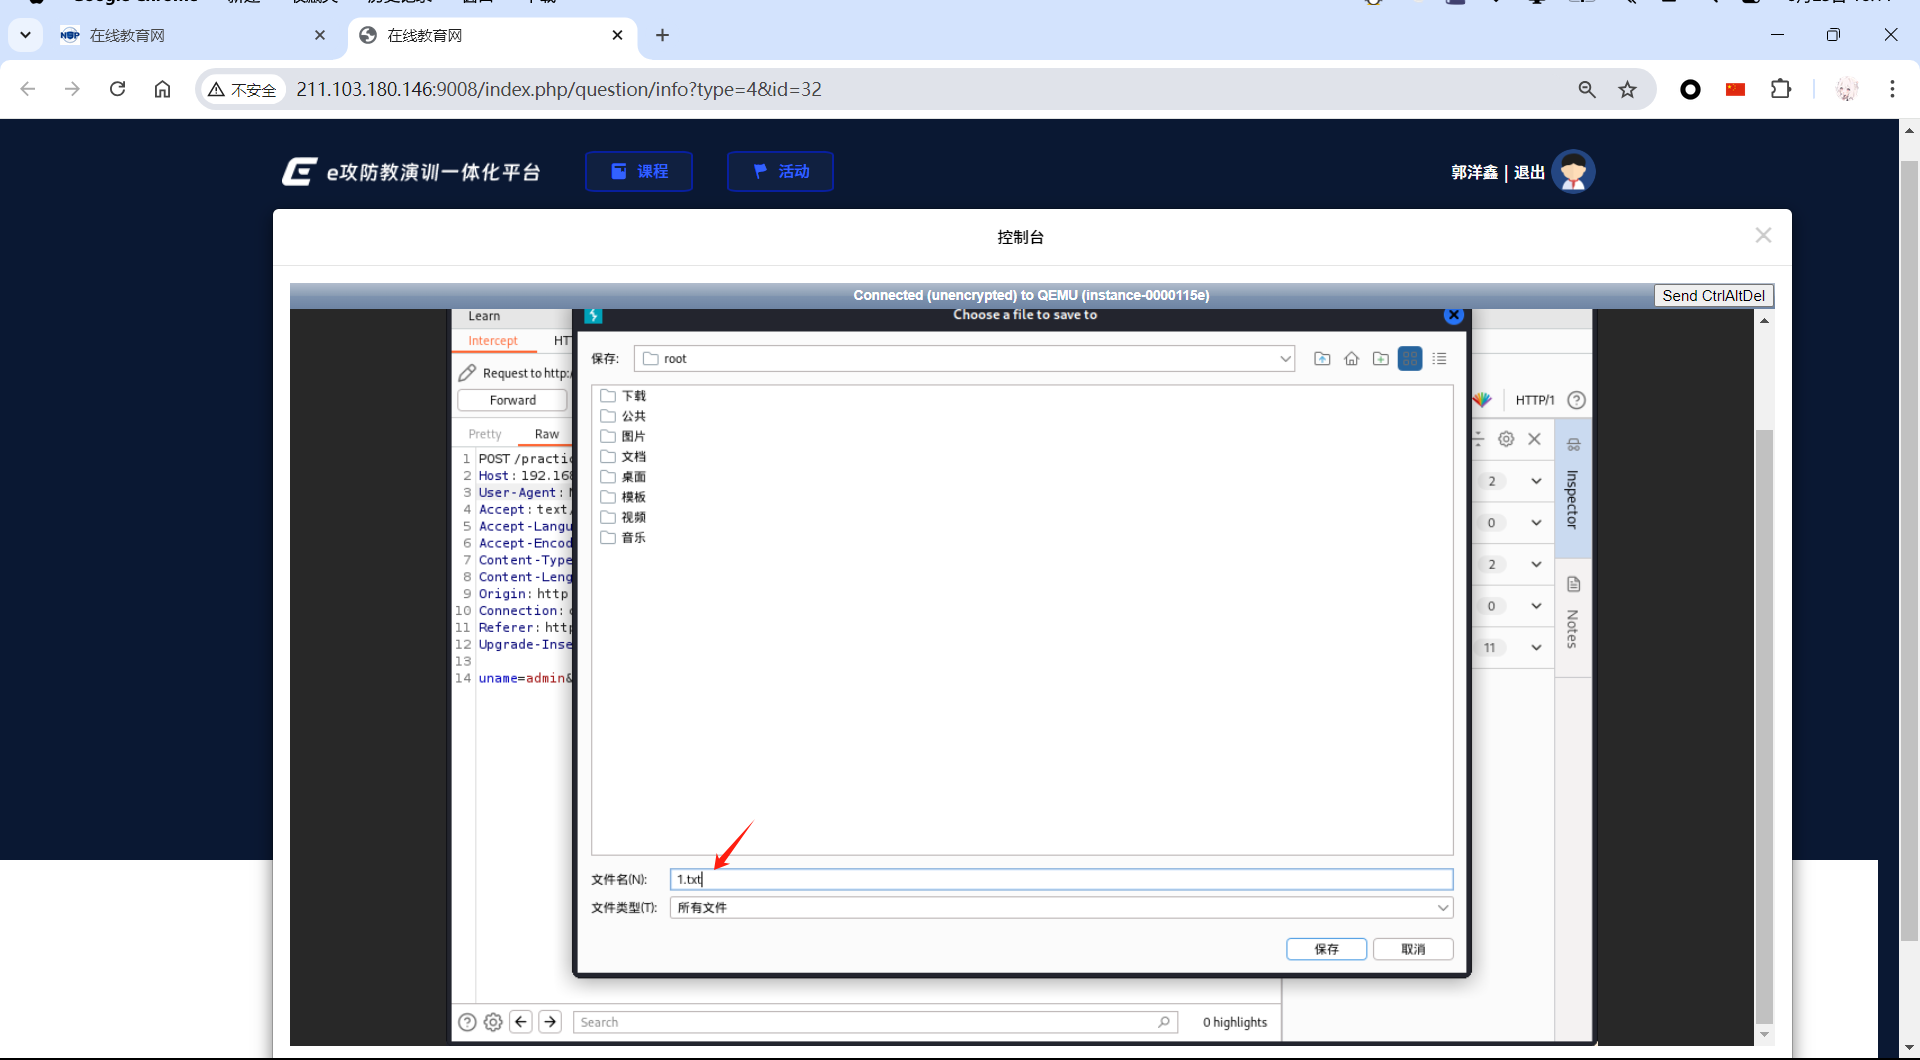 在线教育网
在线教育网
不安全
211.103.180.146:9008/index.php/question/info?type=4&id=32
e攻防教演训一体化平台
课程
活动
郭洋鑫 | 退出
控制台
Connected (unencrypted) to QEMU (instance-0000115e)
Send CtrlAltDel
Learn
Choose a file to save to
Intercept
HT
保存:
root
Request to http:/
Forward
HTTP/1
下载
公共
图片
文档
桌面
模板
视频
音乐
Pretty
Raw
1 POST /practic
2 Host: 192.168
3 User-Agent: M
4 Accept: text/
5 Accept-Langu
6 Accept-Encod
7 Content-Type
8 Content-Leng
9 Origin: http
10 Connection: c
11 Referer: http
12 Upgrade-Inse
13
14 uname=admin&
2
0
2
0
11
Inspector
Notes
文件名(N):
1.txt
文件类型(T):
所有文件
保存
取消
Search
0 highlights